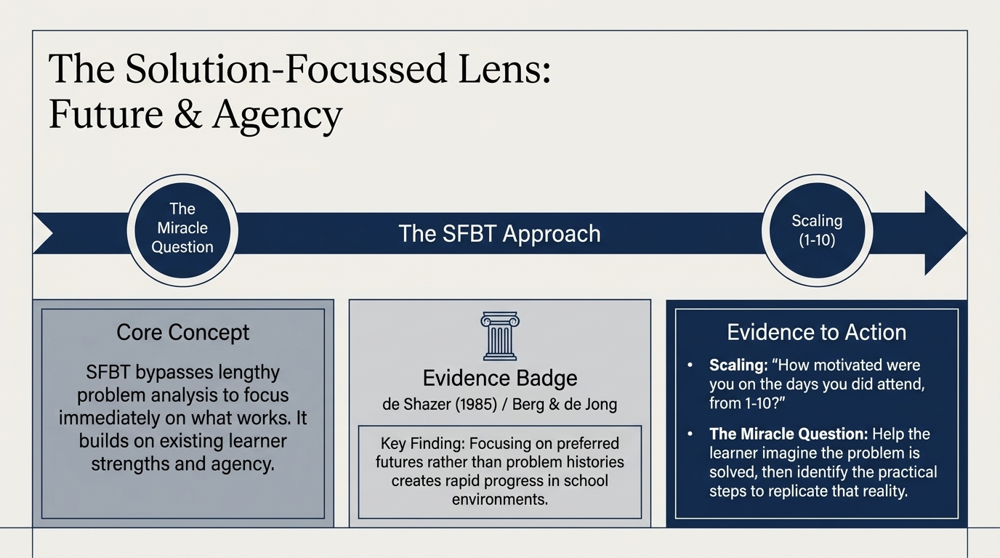 The Solution-Focussed Lens:
Future & Agency
The
Miracle
Question
The SFBT Approach
Scaling
(1-10)
Core Concept
SFBT bypasses lengthy
problem analysis to focus
immediately on what works. It
builds on existing learner
strengths and agency.
Evidence Badge
de Shazer (1985) / Berg & de Jong
Key Finding: Focusing on preferred
futures rather than problem histories
creates rapid progress in school
environments.
Evidence to Action
• Scaling: “How motivated were
you on the days you did attend,
from 1-10?”
• The Miracle Question: Help the
learner imagine the problem is
solved, then identify the practical
steps to replicate that reality.